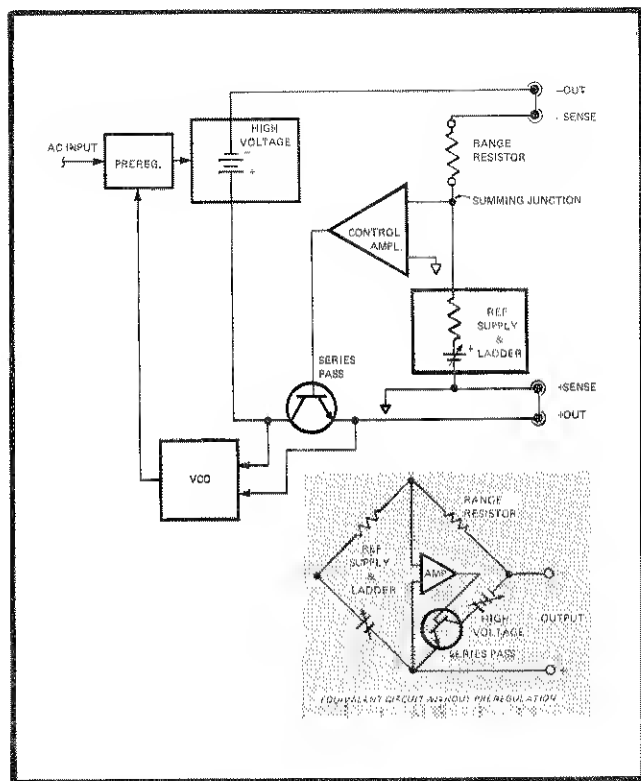 –OUT
- SENSE
HIGH
VOLTAGE
AC INPUT
PREREG.
RANGE
RESISTOR
SUMMING JUNCTION
CONTROL
AMPL.
REF
SUPPLY
&
LADDER
SERIES
PASS
+SENSE
+OUT
VCO
RANGE
RESISTOR
REF
SUPPLY
&
LADDER
AMP
HIGH
VOLTAGE
OUTPUT
SERIES PASS
EQUIVALENT CIRCUIT WITHOUT PREREGULATION